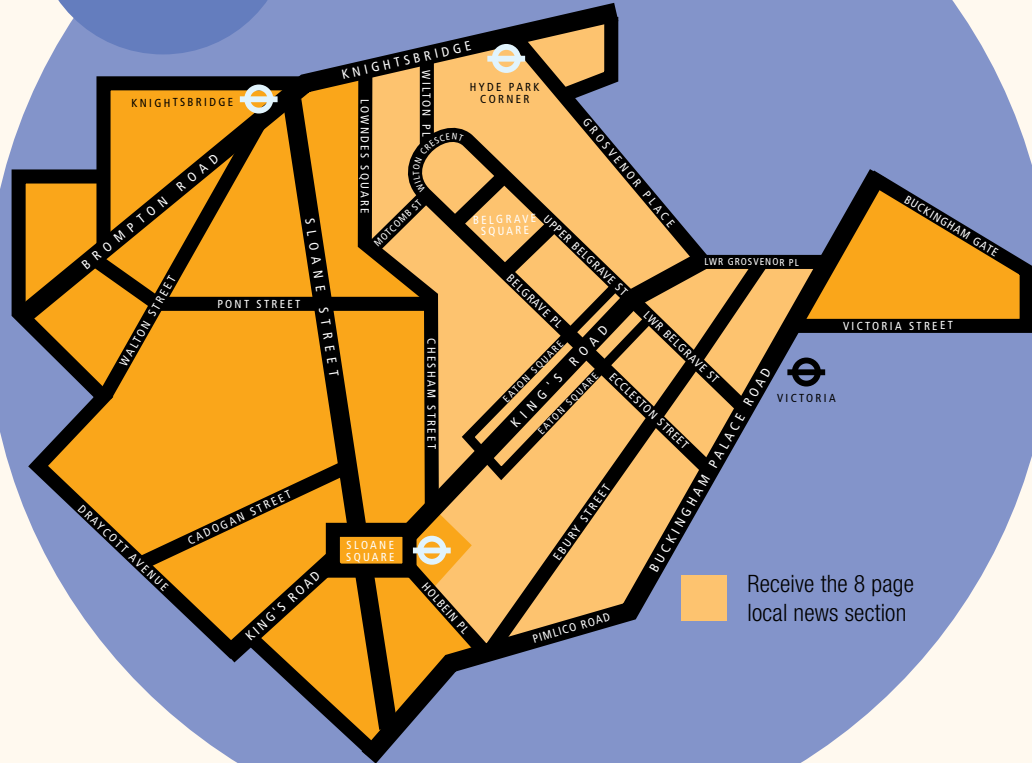 KNIGHTSBRIDGE
HYDE PARK
CORNER
KNIGHTSBRIDGE
WILTON PL
LOWNDES SQUARE
WILTON CRESCENT
GROSVENOR PLACE
BROMPTON ROAD
MOTCOMB ST
BELGRAVE
SQUARE
UPPER BELGRAVE ST
BUCKINGHAM GATE
SLOANE STREET
LWR GROSVENOR PL
WALTON STREET
PONT STREET
BELGRAVE PL
VICTORIA STREET
LWR BELGRAVE ST
CHESHAM STREET
EATON SQUARE
KING'S ROAD
EATON SQUARE
ECCLESTON STREET
VICTORIA
BUCKINGHAM PALACE ROAD
DRAYCOTT AVENUE
CADOGAN STREET
EBURY STREET
SLOANE
SQUARE
KING'S ROAD
HOLBEIN PL
PIMLICO ROAD
Receive the 8 page
local news section